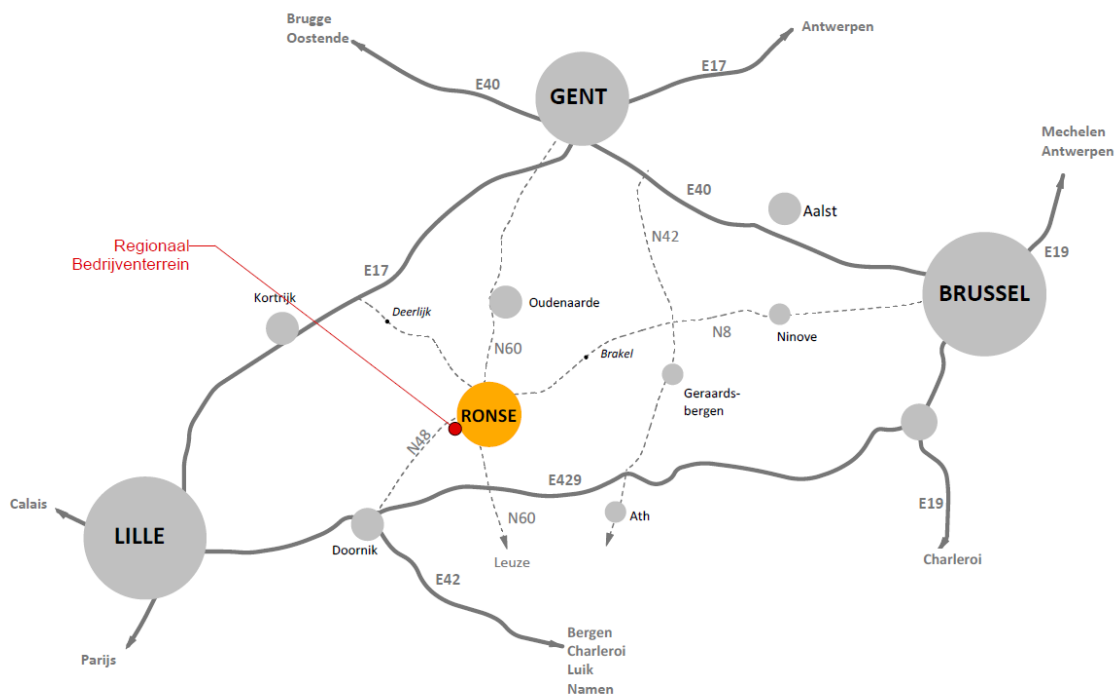 Brugge
Oostende
Antwerpen
E17
E40
GENT
Mechelen
Antwerpen
E40
Aalst
N42
E19
Regionaal
Bedrijventerrein
E17
BRUSSEL
Kortrijk
Oudenaarde
Deerlijk
N8
Ninove
N60
Brakel
Geraards-
bergen
RONSE
N48
E429
E19
Calais
N60
Ath
LILLE
Doornik
Leuze
Charleroi
E42
Bergen
Charleroi
Luik
Namen
Parijs